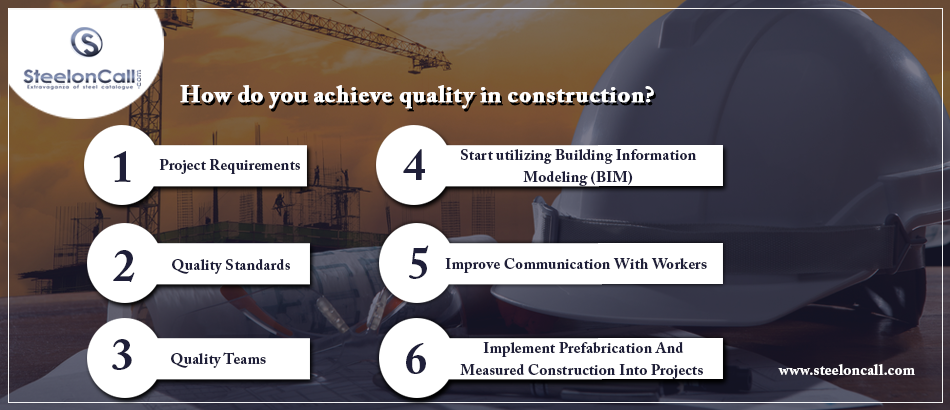 SteelonCall.com
Extravaganza of steel catalogue
How do you achieve quality in construction?
1
Project Requirements
2
Quality Standards
3
Quality Teams
4
Start utilizing Building Information
Modeling (BIM)
5
Improve Communication With Workers
6
Implement Prefabrication And
Measured Construction Into Projects
www.steeloncall.com